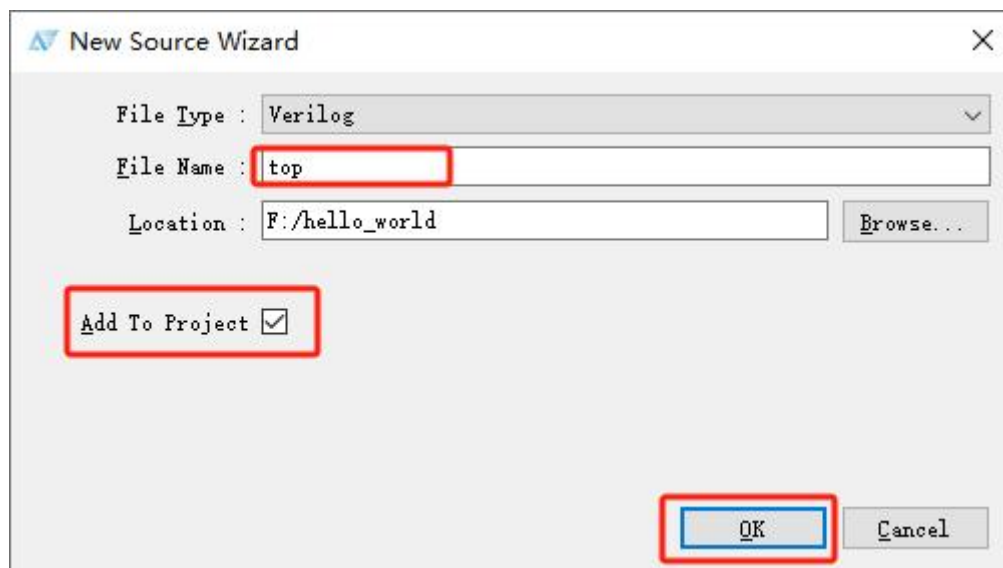 New Source Wizard
File Type : Verilog
File Name : top
Location : F:/hello_world Browse...
Add To Project
OK Cancel